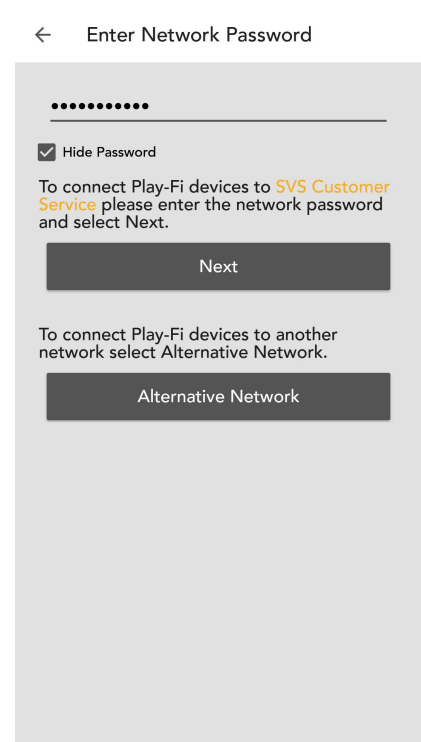 Enter Network Password
•••••••••••
Hide Password
To connect Play-Fi devices to SVS Customer
Service please enter the network password
and select Next.
Next
To connect Play-Fi devices to another
network select Alternative Network.
Alternative Network